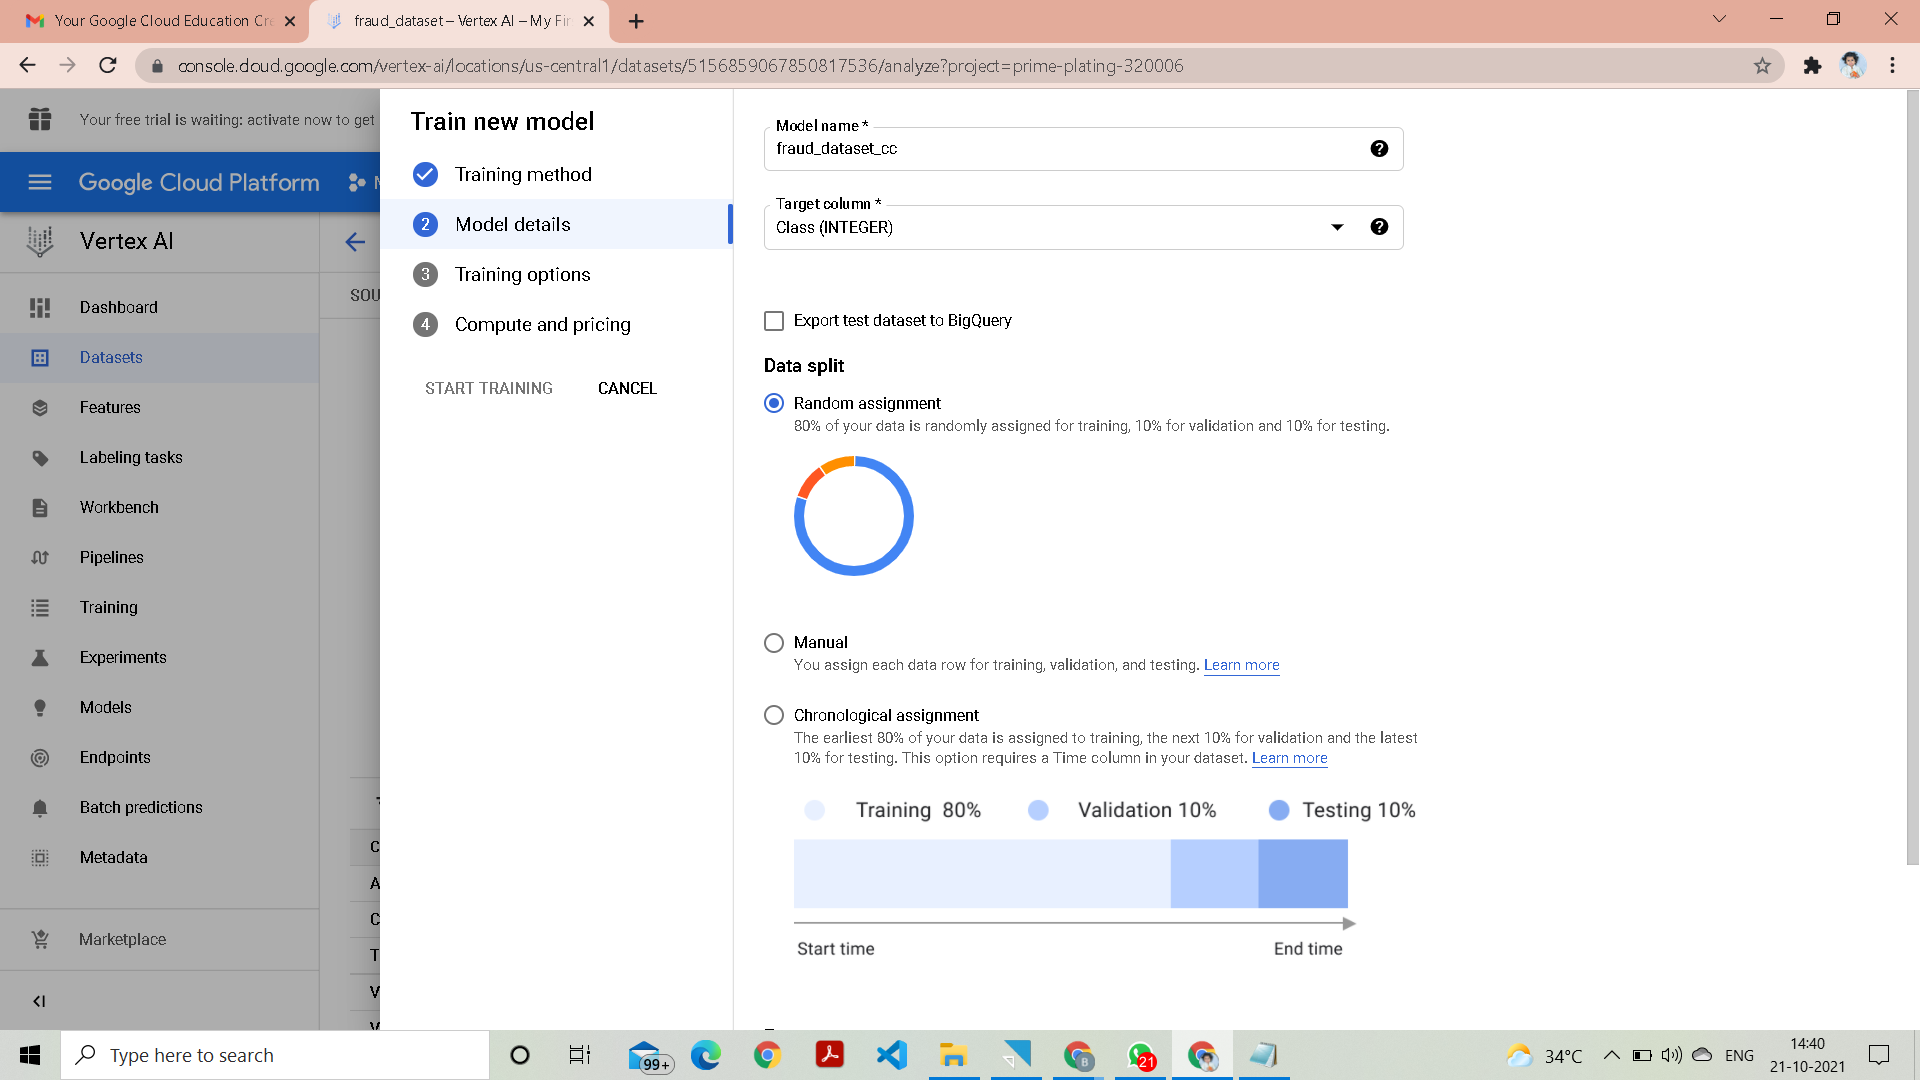 Your Google Cloud Education Cre
fraud_dataset – Vertex AI – My Fir
console.cloud.google.com/vertex-ai/locations/us-central1/datasets/5156859067850817536/analyze?project=prime-plating-320006
Your free trial is waiting: activate now to get
Google Cloud Platform
Vertex AI
SOU
Dashboard
Datasets
Features
Labeling tasks
Workbench
Pipelines
Training
Experiments
Models
Endpoints
Batch predictions
Metadata
Marketplace
C
A
C
T
V
Train new model
Training method
2 Model details
3 Training options
4 Compute and pricing
START TRAINING CANCEL
Model name *
fraud_dataset_cc
Target column *
Class (INTEGER)
Export test dataset to BigQuery
Data split
Random assignment
80% of your data is randomly assigned for training, 10% for validation and 10% for testing.
Manual
You assign each data row for training, validation, and testing. Learn more
Chronological assignment
The earliest 80% of your data is assigned to training, the next 10% for validation and the latest
10% for testing. This option requires a Time column in your dataset. Learn more
Training 80% Validation 10% Testing 10%
Start time End time
Type here to search
99+
B
21
34°C
ENG
14:40
21-10-2021